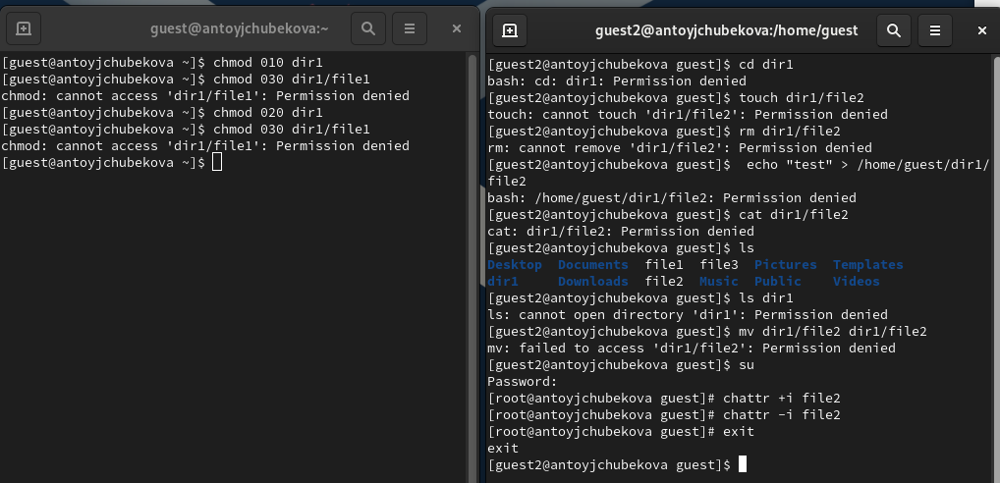 guest@antoyjchubekova:~
[guest@antoyjchubekova ~]$ chmod 010 dir1
[guest@antoyjchubekova ~]$ chmod 030 dir1/file1
chmod: cannot access 'dir1/file1': Permission denied
[guest@antoyjchubekova ~]$ chmod 020 dir1
[guest@antoyjchubekova ~]$ chmod 030 dir1/file1
chmod: cannot access 'dir1/file1': Permission denied
[guest@antoyjchubekova ~]$
guest2@antoyjchubekova:/home/guest
[guest2@antoyjchubekova guest]$ cd dir1
bash: cd: dir1: Permission denied
[guest2@antoyjchubekova guest]$ touch dir1/file2
touch: cannot touch 'dir1/file2': Permission denied
[guest2@antoyjchubekova guest]$ rm dir1/file2
rm: cannot remove 'dir1/file2': Permission denied
[guest2@antoyjchubekova guest]$  echo "test" > /home/guest/dir1/
file2
bash: /home/guest/dir1/file2: Permission denied
[guest2@antoyjchubekova guest]$ cat dir1/file2
cat: dir1/file2: Permission denied
[guest2@antoyjchubekova guest]$ ls
Desktop  Documents  file1  file3  Pictures  Templates
dir1     Downloads  file2  Music  Public    Videos
[guest2@antoyjchubekova guest]$ ls dir1
ls: cannot open directory 'dir1': Permission denied
[guest2@antoyjchubekova guest]$ mv dir1/file2 dir1/file2
mv: failed to access 'dir1/file2': Permission denied
[guest2@antoyjchubekova guest]$ su
Password:
[root@antoyjchubekova guest]# chattr +i file2
[root@antoyjchubekova guest]# chattr -i file2
[root@antoyjchubekova guest]# exit
exit
[guest2@antoyjchubekova guest]$